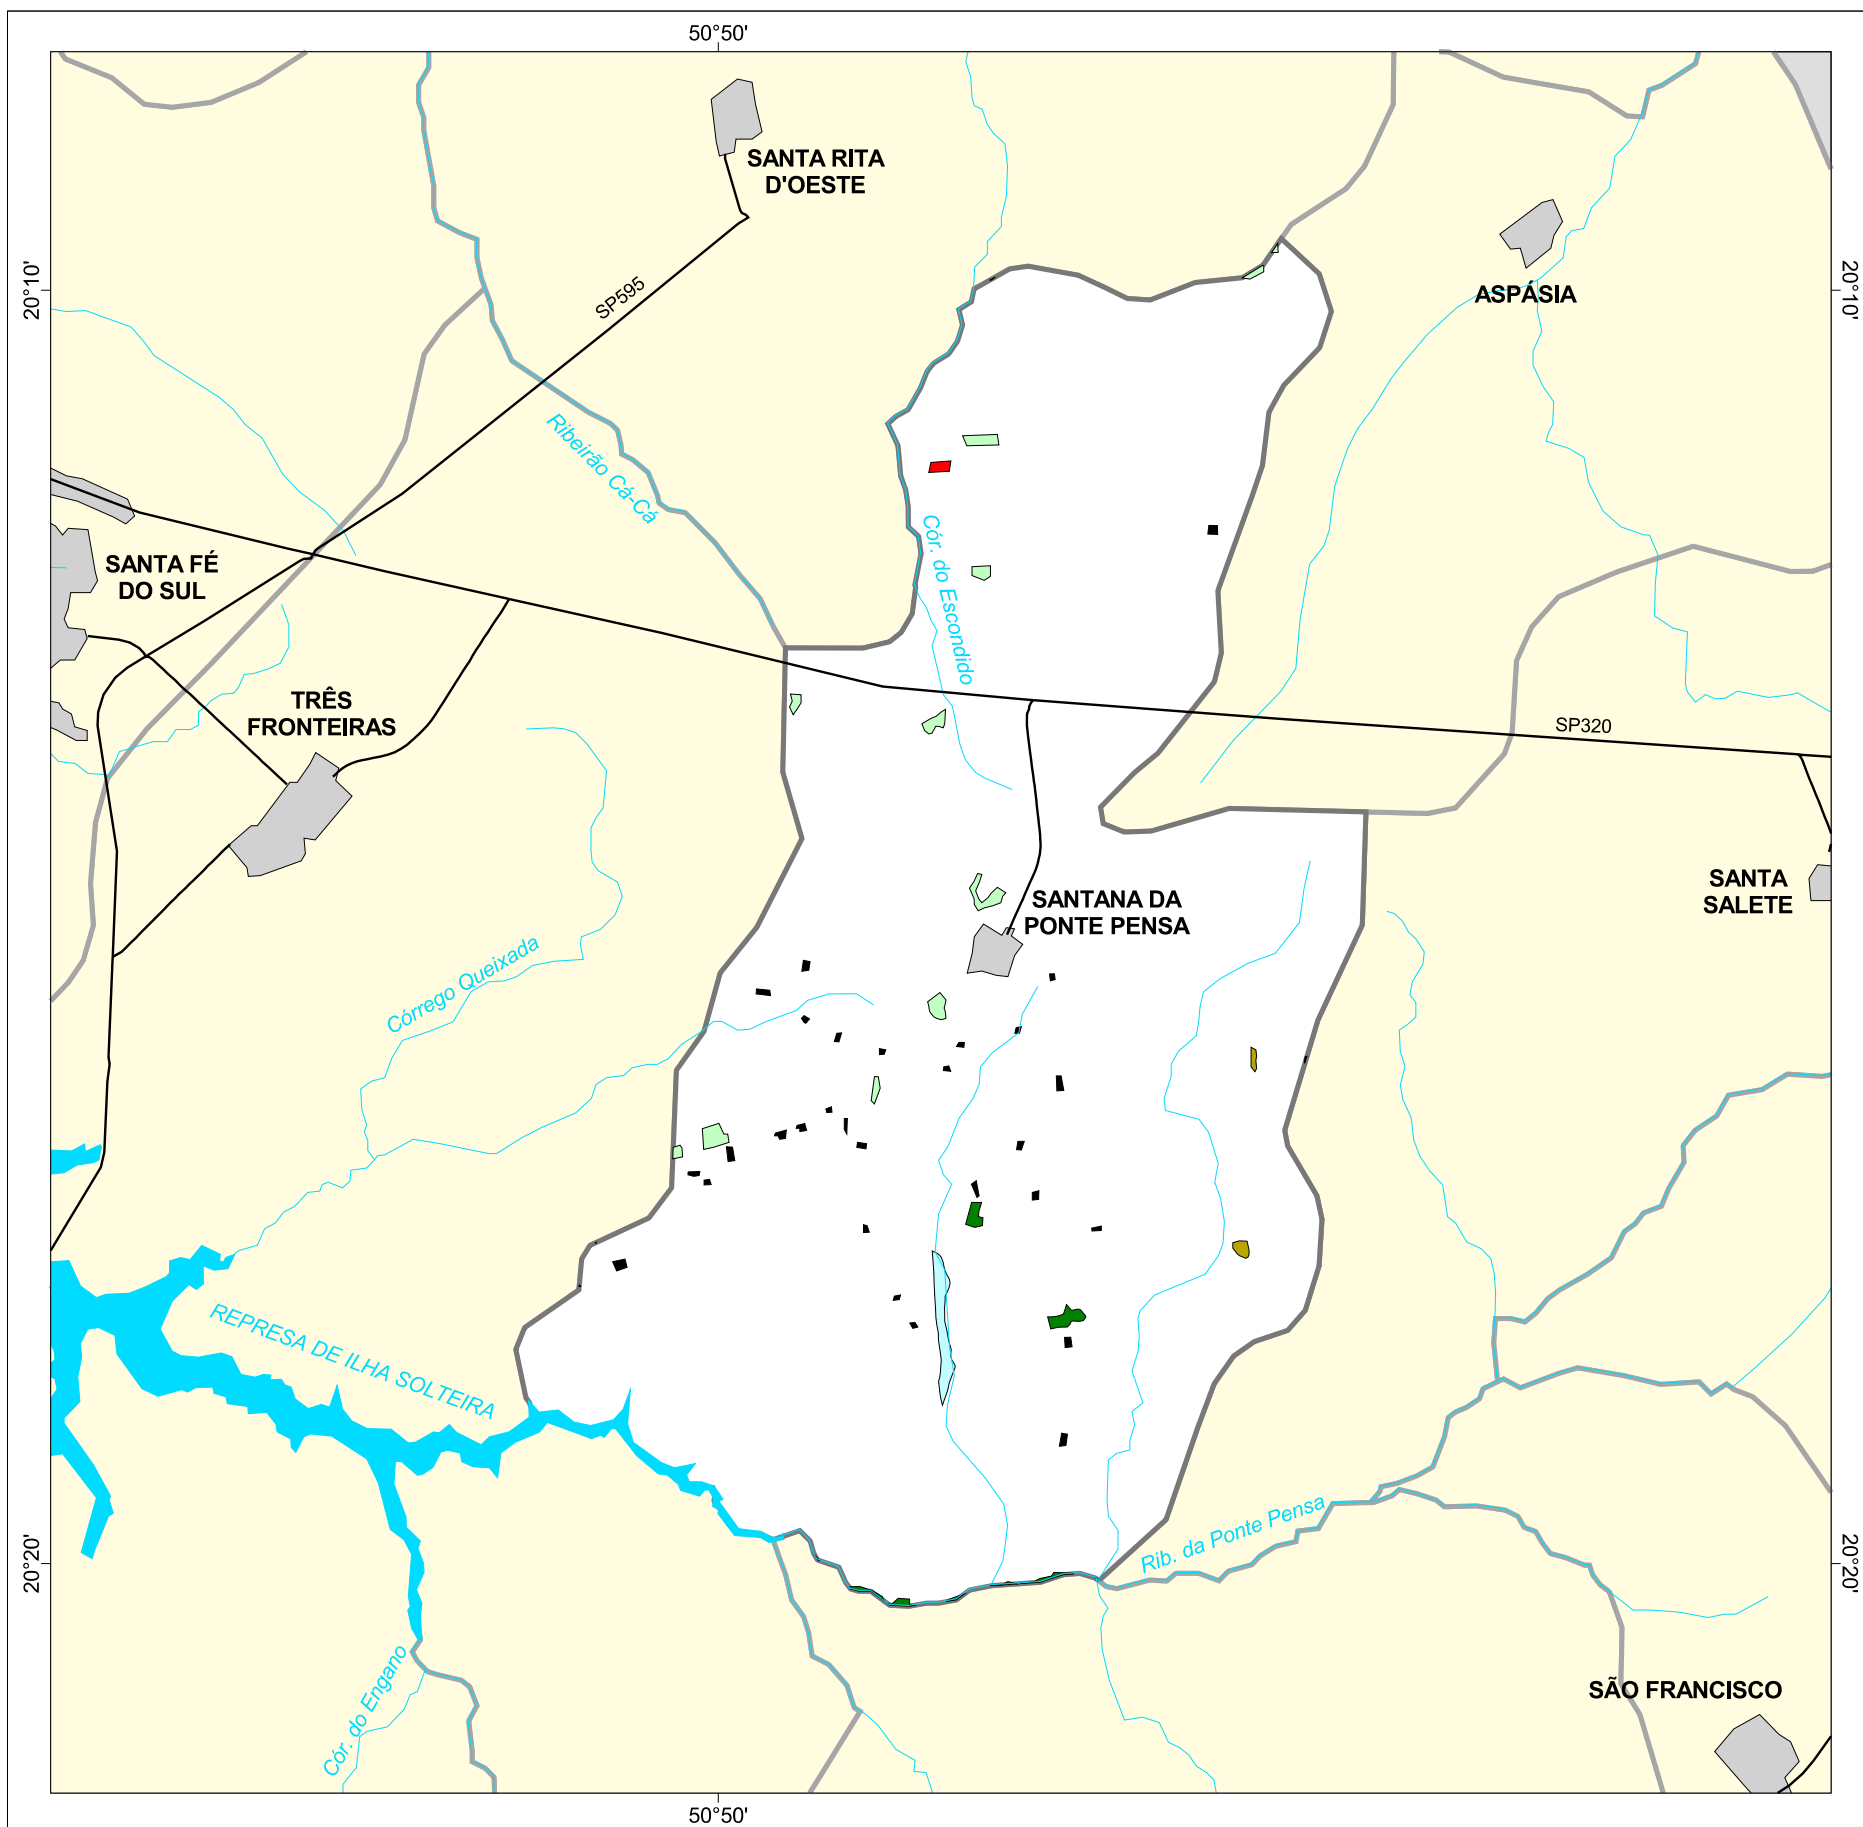 50°50'
SANTA RITA
D'OESTE
20°10'
20°10'
ASPÁSIA
SP595
Ribeirão Cá-Cá
Cór. do Escondido
SANTA FÉ
DO SUL
TRÊS
FRONTEIRAS
SP320
SANTANA DA
PONTE PENSA
SANTA
SALETE
Córrego Queixada
REPRESA DE ILHA SOLTEIRA
Rib. da Ponte Pensa
20°20'
20°20'
Cór. do Engano
SÃO FRANCISCO
50°50'